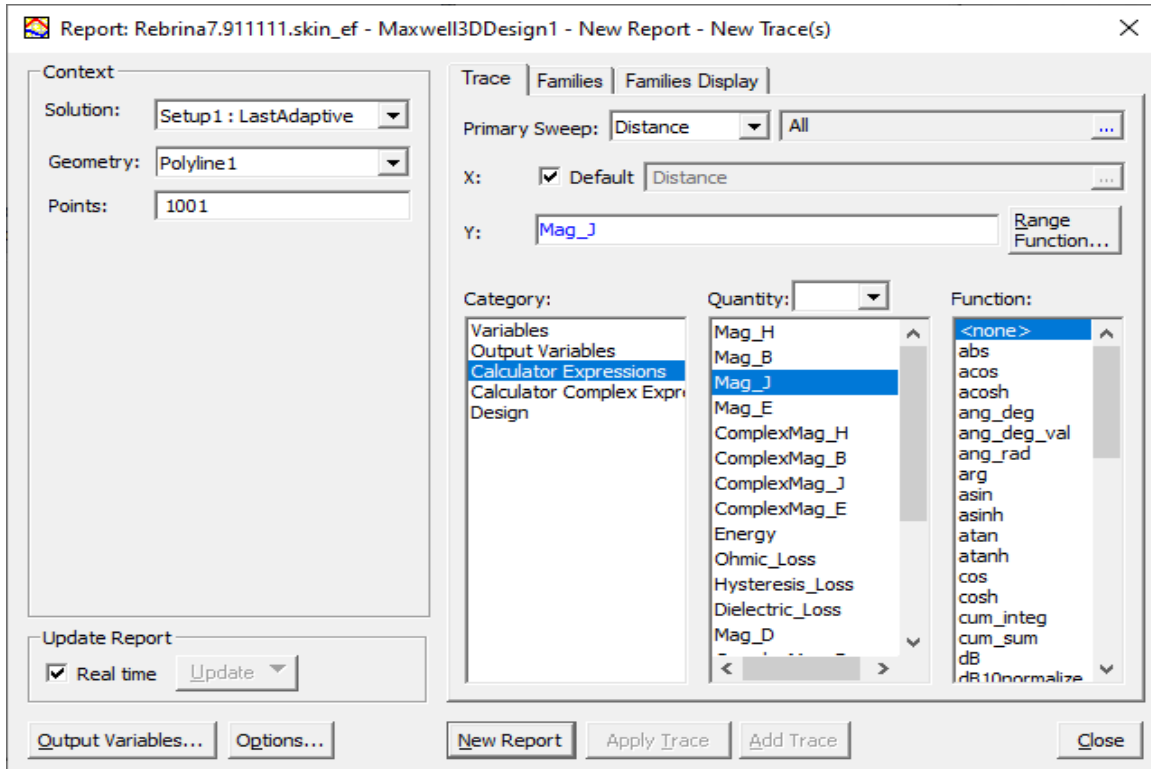 Report: Rebrina7.911111.skin_ef - Maxwell3DDesign1 - New Report - New Trace(s)
Context
Solution: Setup1 : LastAdaptive
Geometry: Polyline1
Points: 1001
Update Report
Real time Update
Output Variables... Options...
Trace Families Families Display
Primary Sweep: Distance All ...
X: Default Distance ...
Y: Mag_J Range Function...
Category:
Variables
Output Variables
Calculator Expressions
Calculator Complex Expr
Design
Quantity:
Mag_H
Mag_B
Mag_J
Mag_E
ComplexMag_H
ComplexMag_B
ComplexMag_J
ComplexMag_E
Energy
Ohmic_Loss
Hysteresis_Loss
Dielectric_Loss
Mag_D
Function:
<none>
abs
acos
acosh
ang_deg
ang_deg_val
ang_rad
arg
asin
asinh
atan
atanh
cos
cosh
cum_integ
cum_sum
dB
dB10normalize
New Report Apply Trace Add Trace Close